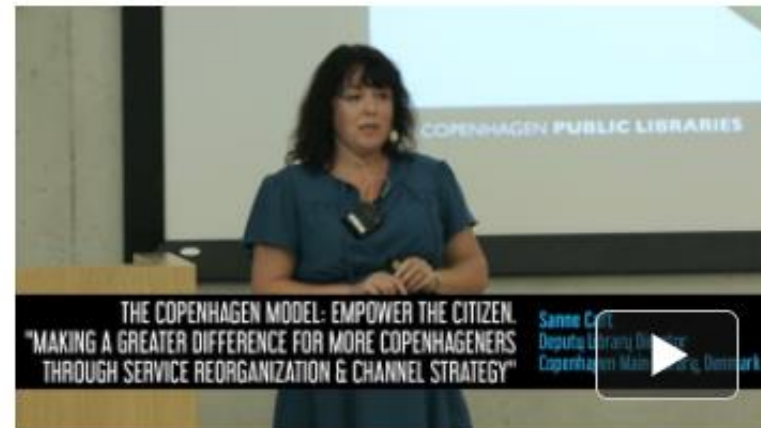 COPENHAGEN PUBLIC LIBRARIES
THE COPENHAGEN MODEL: EMPOWER THE CITIZEN.
"MAKING A GREATER DIFFERENCE FOR MORE COPENHAGENERS
THROUGH SERVICE REORGANIZATION & CHANNEL STRATEGY"
Sanne
Deputy Library
Copenhagen Denmark